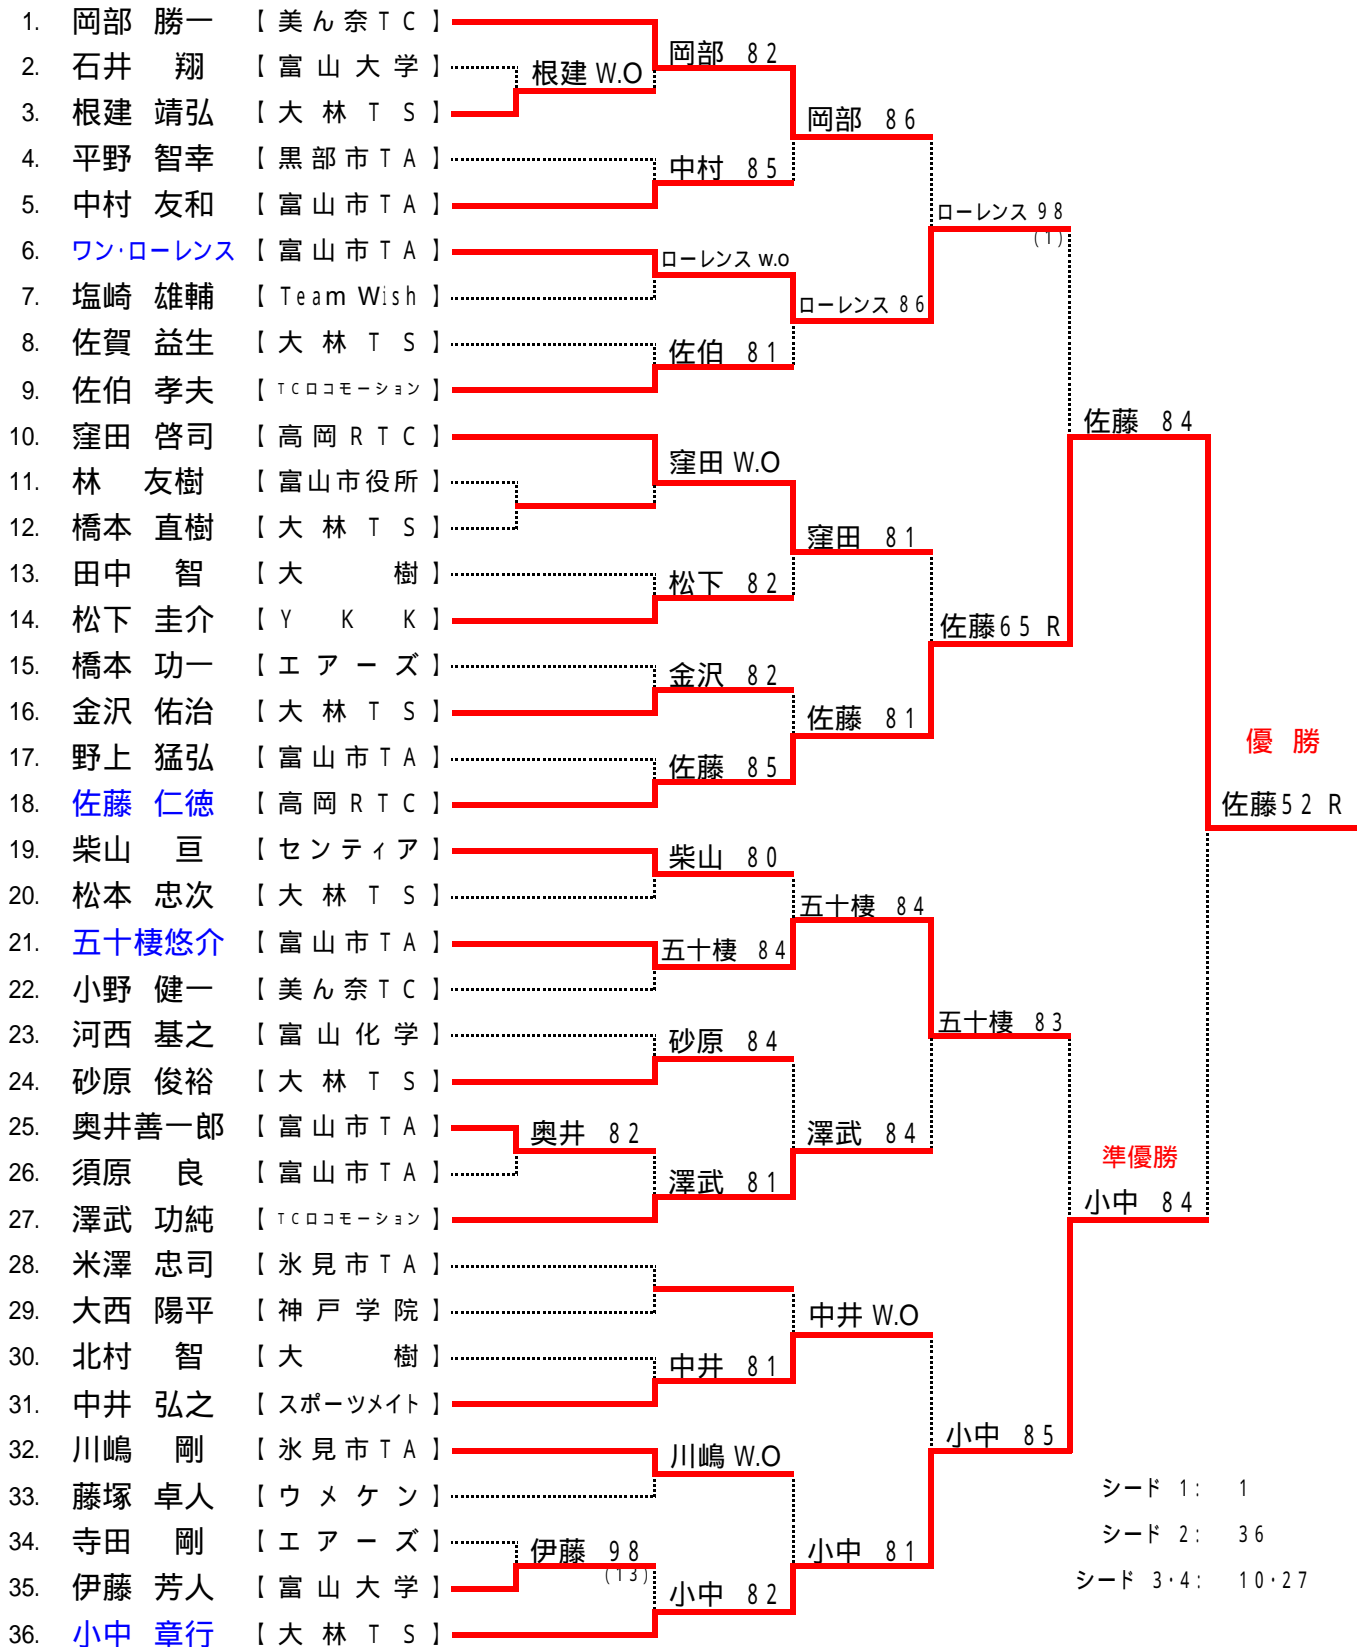 1. 岡部 勝一 【 美ん奈TC 】
2. 石井 翔 【 富山大学 】
3. 根建 靖弘 【 大林TS 】
4. 平野 智幸 【 黒部市TA 】
5. 中村 友和 【 富山市TA 】
6. ワン・ローレンス 【 富山市TA 】
7. 塩崎 雄輔 【 Team Wish 】
8. 佐賀 益生 【 大林TS 】
9. 佐伯 孝夫 【 TCロコモーション 】
10. 窪田 啓司 【 高岡RTC 】
11. 林 友樹 【 富山市役所 】
12. 橋本 直樹 【 大林TS 】
13. 田中 智 【 大樹 】
14. 松下 圭介 【 YKK 】
15. 橋本 功一 【 エアーズ 】
16. 金沢 佑治 【 大林TS 】
17. 野上 猛弘 【 富山市TA 】
18. 佐藤 仁徳 【 高岡RTC 】
19. 柴山 亘 【 センティア 】
20. 松本 忠次 【 大林TS 】
21. 五十棲悠介 【 富山市TA 】
22. 小野 健一 【 美ん奈TC 】
23. 河西 基之 【 富山化学 】
24. 砂原 俊裕 【 大林TS 】
25. 奥井善一郎 【 富山市TA 】
26. 須原 良 【 富山市TA 】
27. 澤武 功純 【 TCロコモーション 】
28. 米澤 忠司 【 氷見市TA 】
29. 大西 陽平 【 神戸学院 】
30. 北村 智 【 大樹 】
31. 中井 弘之 【 スポーツメイト 】
32. 川嶋 剛 【 氷見市TA 】
33. 藤塚 卓人 【 ウメケン 】
34. 寺田 剛 【 エアーズ 】
35. 伊藤 芳人 【 富山大学 】
36. 小中 章行 【 大林TS 】
根建 W.O
奥井 82
伊藤 98
(13)
岡部 82
中村 85
ローレンス w.o
佐伯 81
窪田 W.O
松下 82
金沢 82
佐藤 85
柴山 80
五十棲 84
砂原 84
澤武 81
中井 81
川嶋 W.O
小中 82
岡部 86
ローレンス 86
窪田 81
佐藤 81
五十棲 84
澤武 84
中井 W.O
小中 81
ローレンス 98
(1)
佐藤65 R
五十棲 83
小中 85
佐藤 84
準優勝
小中 84
優 勝
佐藤52 R
シード 1: 1
シード 2: 36
シード 3・4: 10・27